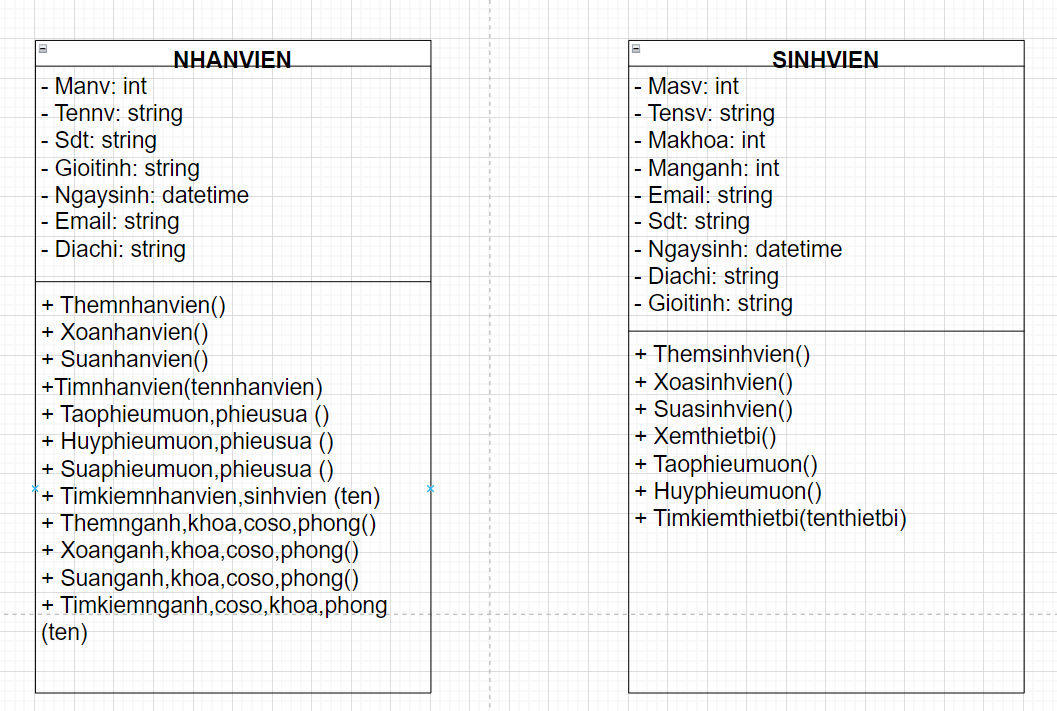 NHANVIEN
- Manv: int
- Tennv: string
- Sdt: string
- Gioitinh: string
- Ngaysinh: datetime
- Email: string
- Diachi: string
+ Themnhanvien()
+ Xoanhanvien()
+ Suanhanvien()
+Timnhanvien(tennhanvien)
+ Taophieumuon,phieusua ()
+ Huyphieumuon,phieusua ()
+ Suaphieumuon,phieusua ()
+ Timkiemnhanvien,sinhvien (ten)
+ Themnganh,khoa,coso,phong()
+ Xoanganh,khoa,coso,phong()
+ Suanganh,khoa,coso,phong()
+ Timkiemnganh,coso,khoa,phong
(ten)
SINHVIEN
- Masv: int
- Tensv: string
- Makhoa: int
- Manganh: int
- Email: string
- Sdt: string
- Ngaysinh: datetime
- Diachi: string
- Gioitinh: string
+ Themsinhvien()
+ Xoasinhvien()
+ Suasinhvien()
+ Xemthietbi()
+ Taophieumuon()
+ Huyphieumuon()
+ Timkiemthietbi(tenthietbi)